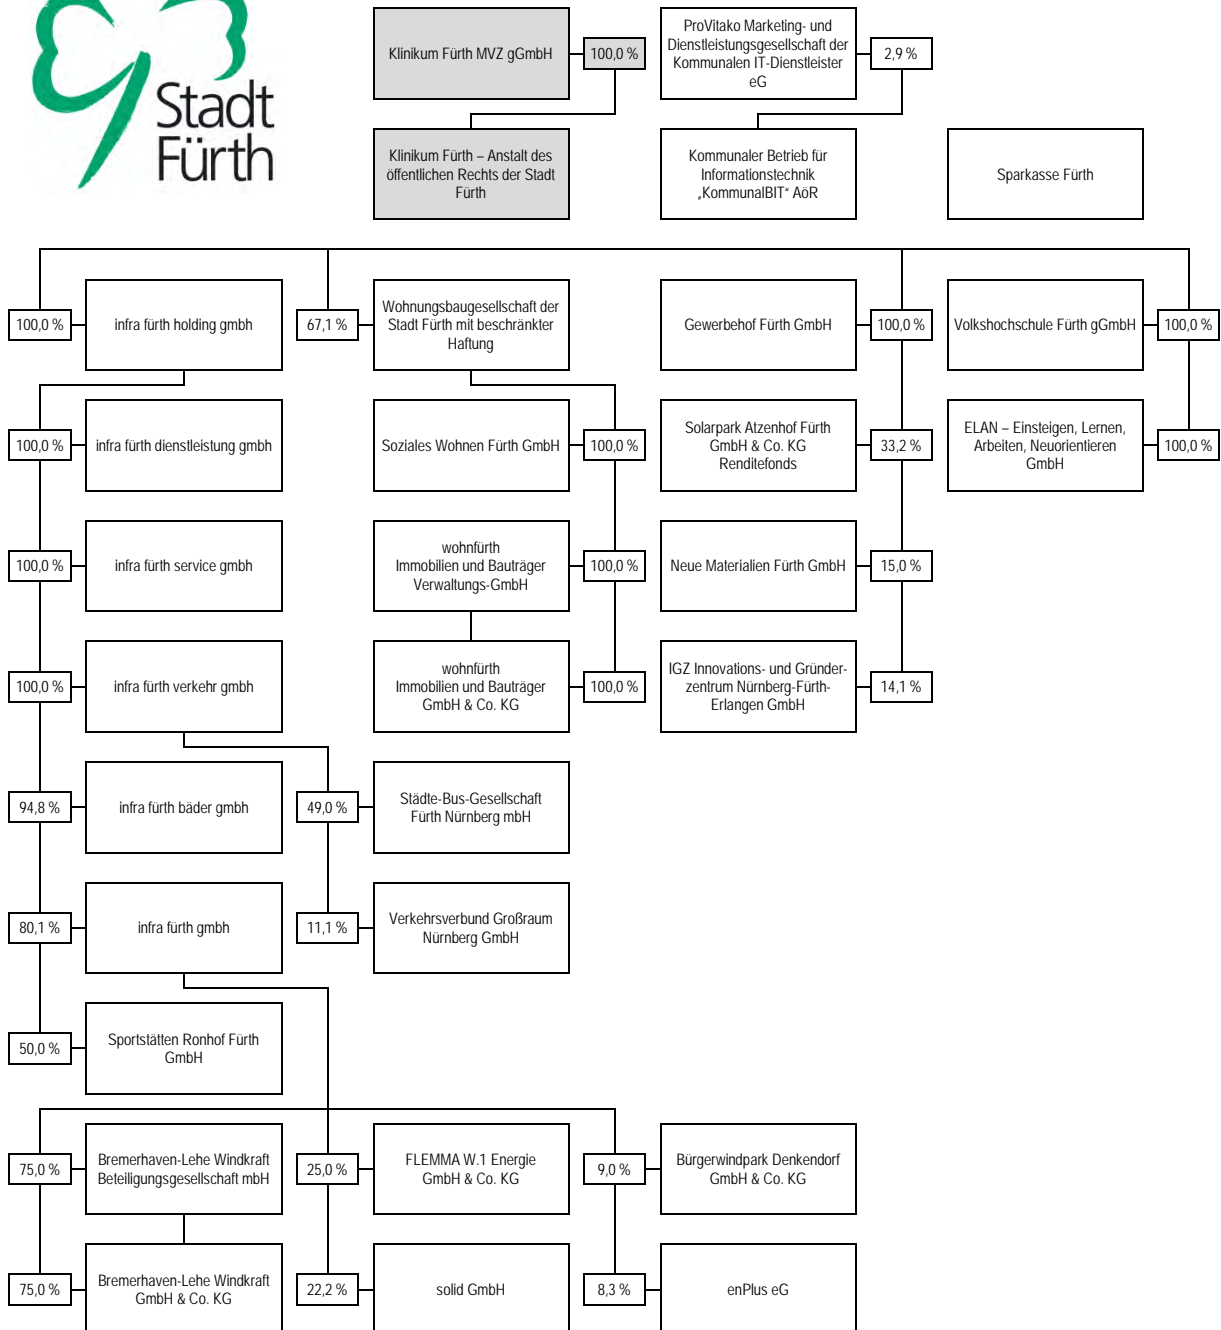 Stadt
Fürth
Klinikum Fürth MVZ gGmbH
100,0 %
ProVitako Marketing- und
Dienstleistungsgesellschaft der
Kommunalen IT-Dienstleister
eG
2,9 %
Klinikum Fürth – Anstalt des
öffentlichen Rechts der Stadt
Fürth
Kommunaler Betrieb für
Informationstechnik
„KommunalBIT“ AöR
Sparkasse Fürth
100,0 %
infra fürth holding gmbh
67,1 %
Wohnungsbaugesellschaft der
Stadt Fürth mit beschränkter
Haftung
Gewerbehof Fürth GmbH
100,0 %
Volkshochschule Fürth gGmbH
100,0 %
100,0 %
infra fürth dienstleistung gmbh
Soziales Wohnen Fürth GmbH
100,0 %
Solarpark Atzenhof Fürth
GmbH & Co. KG
Renditefonds
33,2 %
ELAN – Einsteigen, Lernen,
Arbeiten, Neuorientieren
GmbH
100,0 %
100,0 %
infra fürth service gmbh
wohnfürth
Immobilien und Bauträger
Verwaltungs-GmbH
100,0 %
Neue Materialien Fürth GmbH
15,0 %
100,0 %
infra fürth verkehr gmbh
wohnfürth
Immobilien und Bauträger
GmbH & Co. KG
100,0 %
IGZ Innovations- und Gründer-
zentrum Nürnberg-Fürth-
Erlangen GmbH
14,1 %
94,8 %
infra fürth bäder gmbh
49,0 %
Städte-Bus-Gesellschaft
Fürth Nürnberg mbH
80,1 %
infra fürth gmbh
11,1 %
Verkehrsverbund Großraum
Nürnberg GmbH
50,0 %
Sportstätten Ronhof Fürth
GmbH
75,0 %
Bremerhaven-Lehe Windkraft
Beteiligungsgesellschaft mbH
25,0 %
FLEMMA W.1 Energie
GmbH & Co. KG
9,0 %
Bürgerwindpark Denkendorf
GmbH & Co. KG
75,0 %
Bremerhaven-Lehe Windkraft
GmbH & Co. KG
22,2 %
solid GmbH
8,3 %
enPlus eG